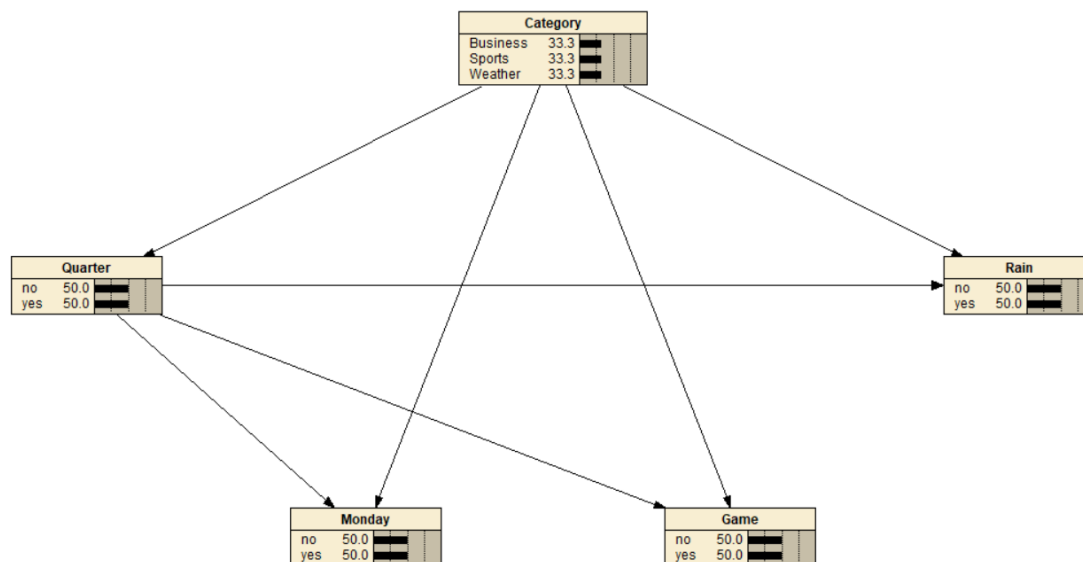 Category
Business 33.3
Sports 33.3
Weather 33.3
Quarter
no 50.0
yes 50.0
Rain
no 50.0
yes 50.0
Monday
no 50.0
yes 50.0
Game
no 50.0
yes 50.0